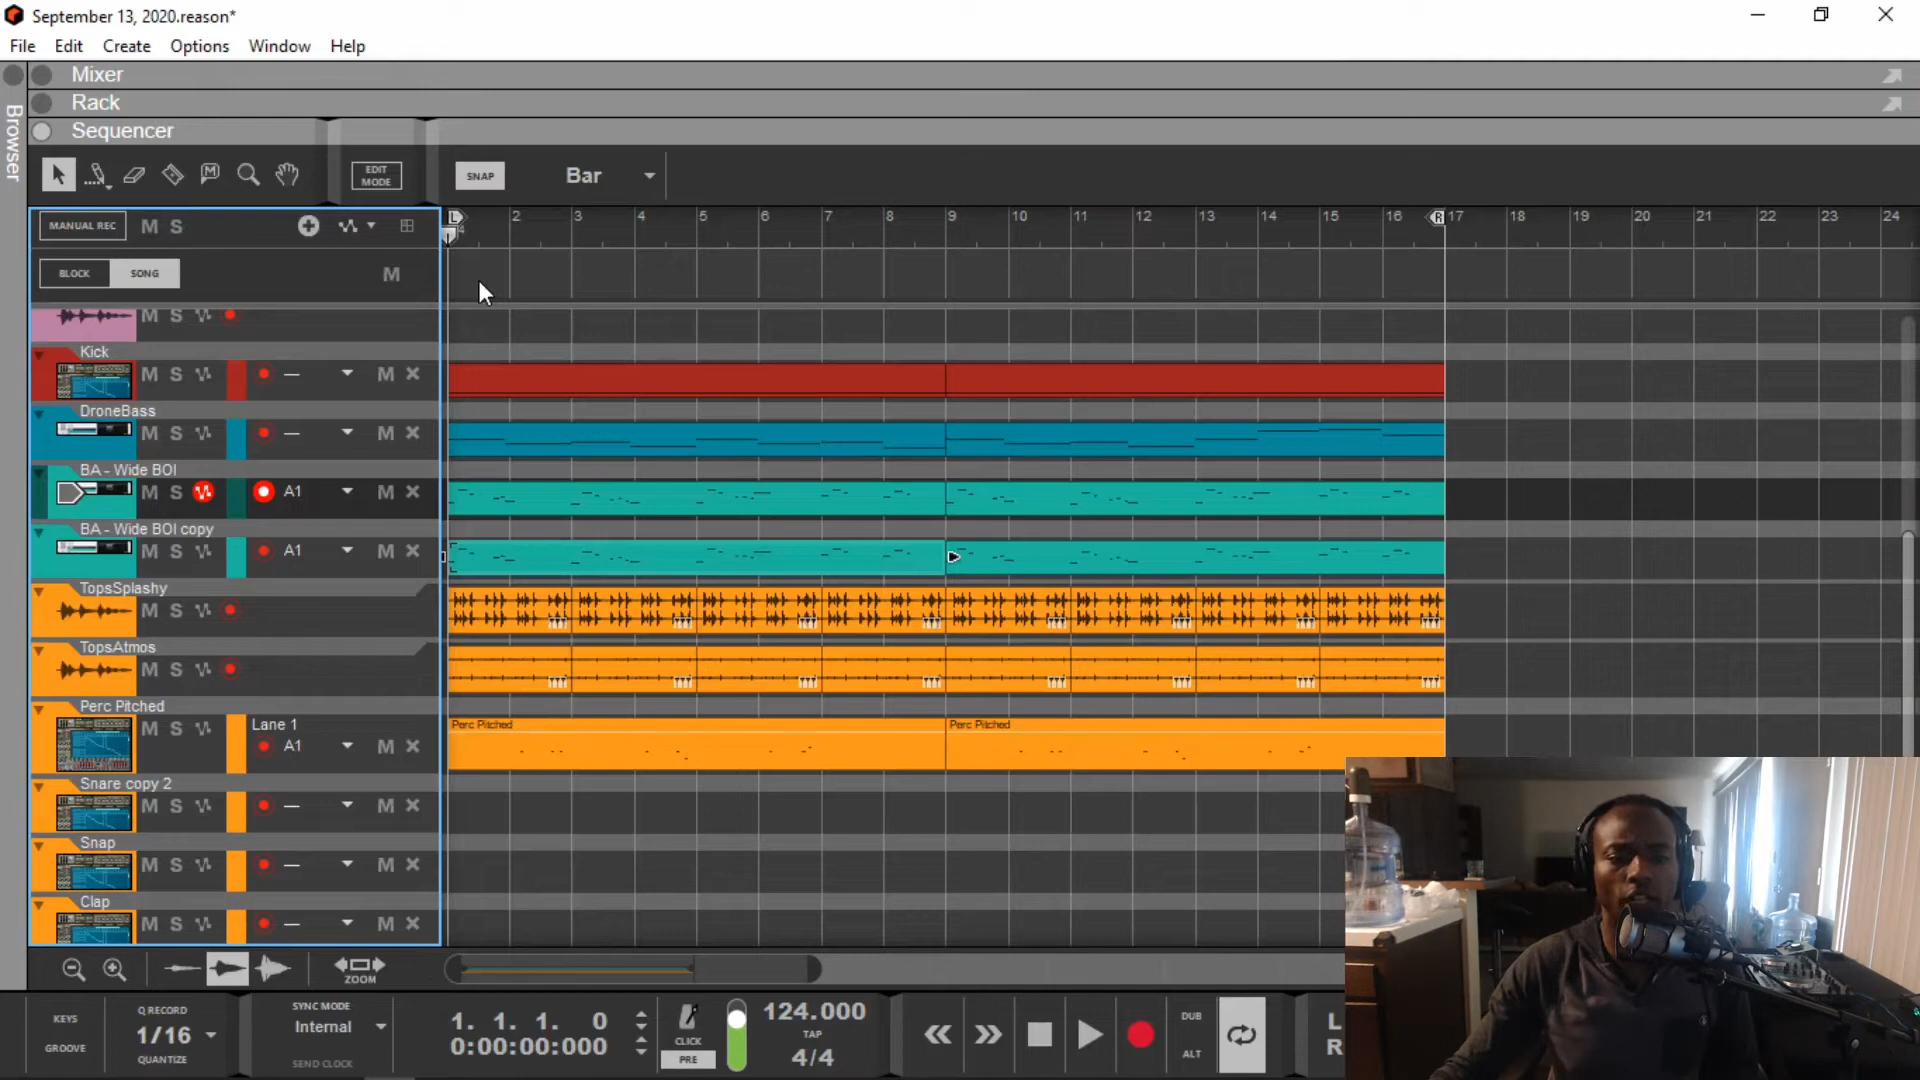 September 13, 2020.reason*
File Edit Create Options Window Help
Mixer
Rack
Sequencer
Browser
EDIT
MODE
SNAP
Bar
MANUAL REC
M S
L
2 3 4 5 6 7 8 9 10 11 12 13 14 15 16 R 17 18 19 20 21 22 23 24
4
BLOCK SONG
M
M S
Kick
M S — M
DroneBass
M S — M
BA - Wide BOI
M S A1 M
BA - Wide BOI copy
M S A1 M
TopsSplashy
M S
TopsAtmos
M S
Perc Pitched
Lane 1
Perc Pitched
Perc Pitched
M S A1 M
Snare copy 2
M S — M
Snap
M S — M
Clap
M S — M
ZOOM
KEYS
GROOVE
Q RECORD
1/16
QUANTIZE
SYNC MODE
Internal
SEND CLOCK
1. 1. 1. 0
0:00:00:000
CLICK
PRE
124.000
TAP
4/4
DUB
ALT
L
R